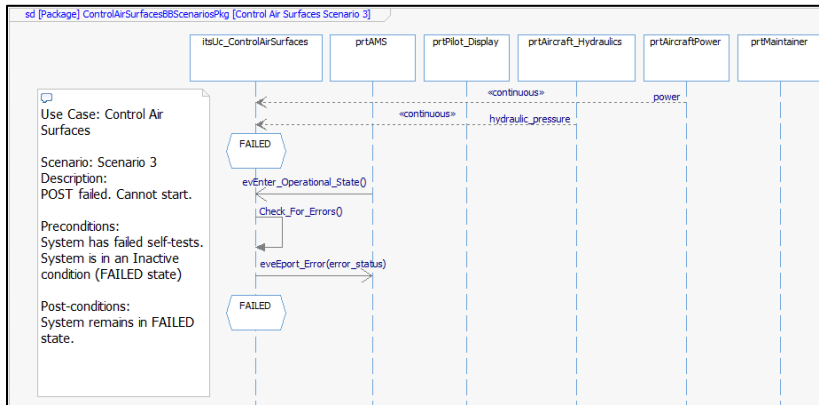 sd [Package] ControlAirSurfacesBBScenariosPkg [Control Air Surfaces Scenario 3]
itsUc_ControlAirSurfaces
prtAMS
prtPilot_Display
prtAircraft_Hydraulics
prtAircraftPower
prtMaintainer
«continuous»
power
«continuous»
hydraulic_pressure
FAILED
evEnter_Operational_State()
Check_For_Errors()
eveEport_Error(error_status)
FAILED
Use Case: Control Air
Surfaces
Scenario: Scenario 3
Description:
POST failed. Cannot start.
Preconditions:
System has failed self-tests.
System is in an Inactive
condition (FAILED state)
Post-conditions:
System remains in FAILED
state.